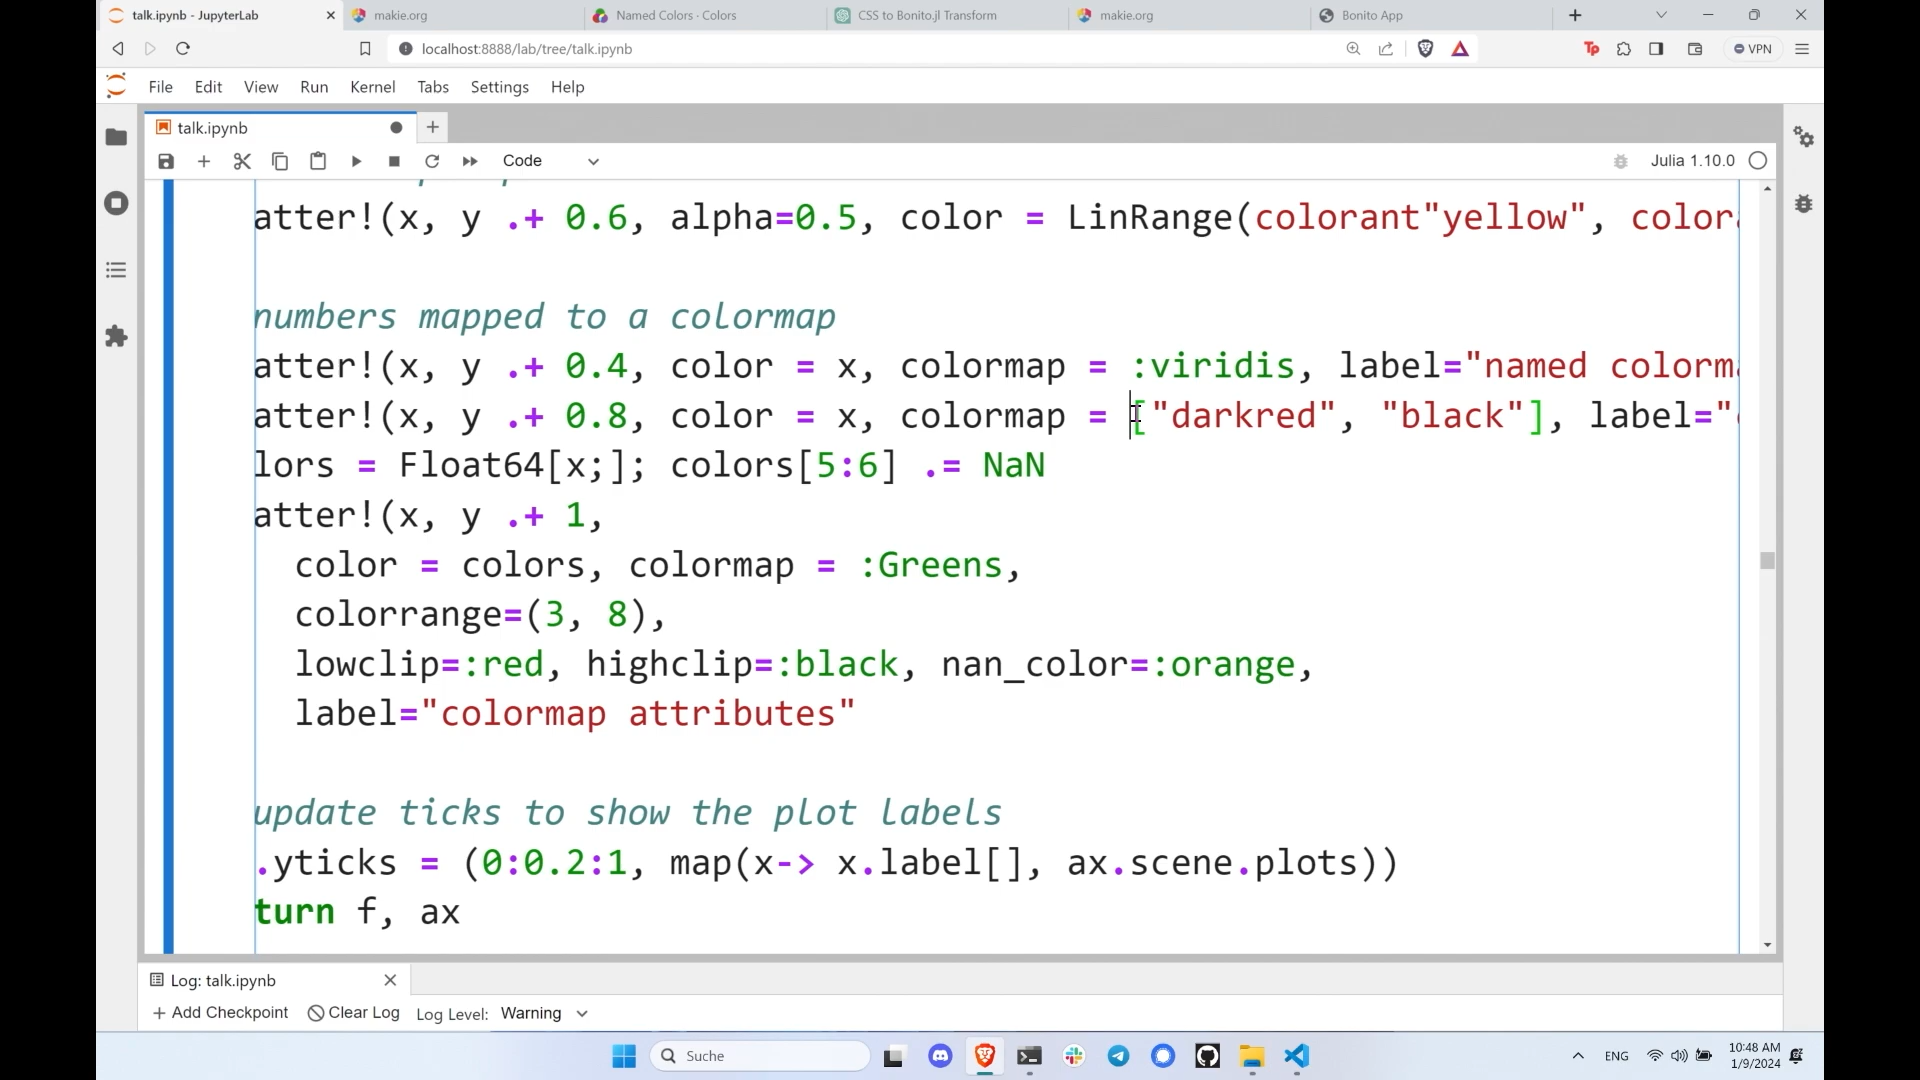 talk.ipynb - JupyterLab
makie.org
Named Colors · Colors
CSS to Bonito.jl Transform
makie.org
Bonito App
localhost:8888/lab/tree/talk.ipynb
VPN
File Edit View Run Kernel Tabs Settings Help
talk.ipynb
Code
Julia 1.10.0
atter!(x, y .+ 0.6, alpha=0.5, color = LinRange(colorant"yellow", color
numbers mapped to a colormap
atter!(x, y .+ 0.4, color = x, colormap = :viridis, label="named colorm
atter!(x, y .+ 0.8, color = x, colormap = ["darkred", "black"], label="
lors = Float64[x;]; colors[5:6] .= NaN
atter!(x, y .+ 1,
color = colors, colormap = :Greens,
colorrange=(3, 8),
lowclip=:red, highclip=:black, nan_color=:orange,
label="colormap attributes"
update ticks to show the plot labels
.yticks = (0:0.2:1, map(x-> x.label[], ax.scene.plots))
turn f, ax
Log: talk.ipynb
Add Checkpoint Clear Log Log Level: Warning
Suche
ENG
10:48 AM
1/9/2024